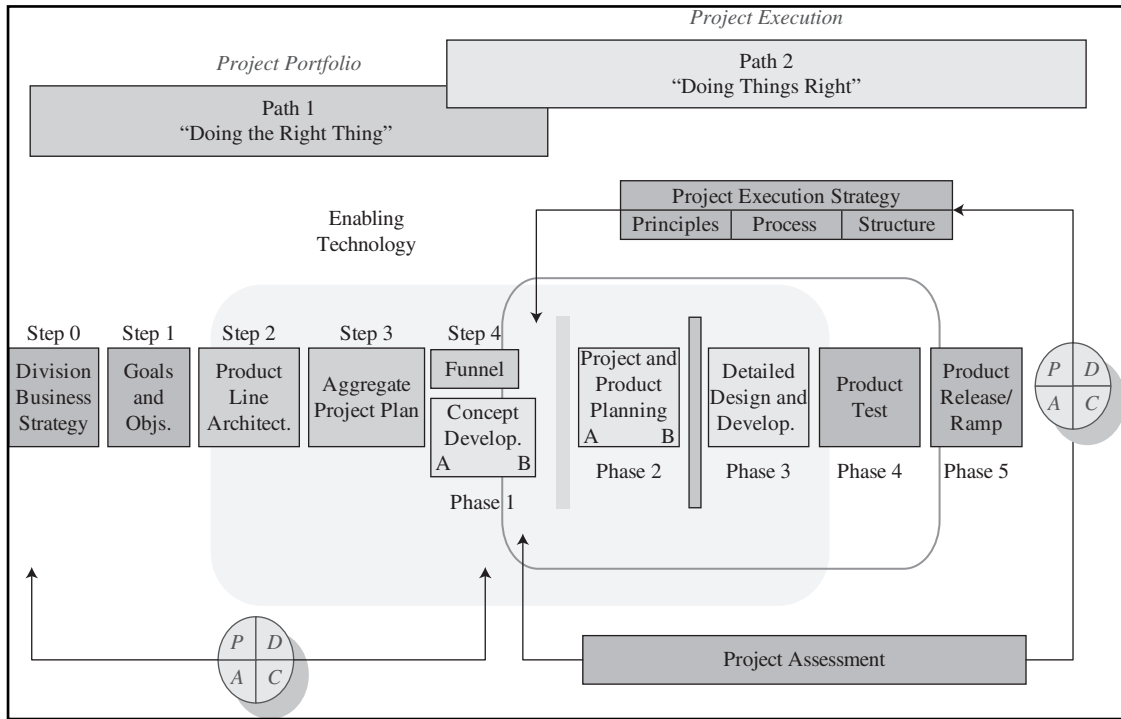 Project Execution
Project Portfolio
Path 2
“Doing Things Right”
Path 1
“Doing the Right Thing”
Project Execution Strategy
Principles Process Structure
Enabling
Technology
Step 0
Division
Business
Strategy
Step 1
Goals
and
Objs.
Step 2
Product
Line
Architect.
Step 3
Aggregate
Project Plan
Step 4
Funnel
Concept
Develop.
A B
Phase 1
Project and
Product
Planning
A B
Phase 2
Detailed
Design and
Develop.
Phase 3
Product
Test
Phase 4
Product
Release/
Ramp
Phase 5
P D
A C
P D
A C
Project Assessment